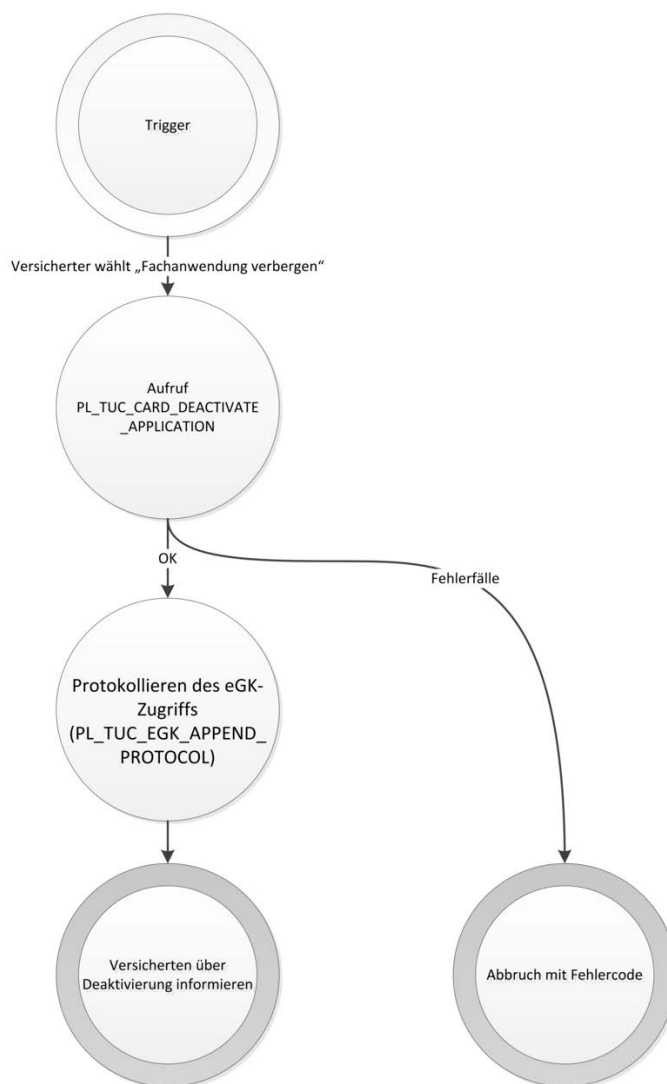 Trigger
Versicherter wählt „Fachanwendung verbergen“
Aufruf
PL_TUC_CARD_DEACTIVATE
_APPLICATION
OK
Fehlerfälle
Protokollieren des eGK-
Zugriffs
(PL_TUC_EGK_APPEND_
PROTOCOL)
Versicherten über
Deaktivierung informieren
Abbruch mit Fehlercode